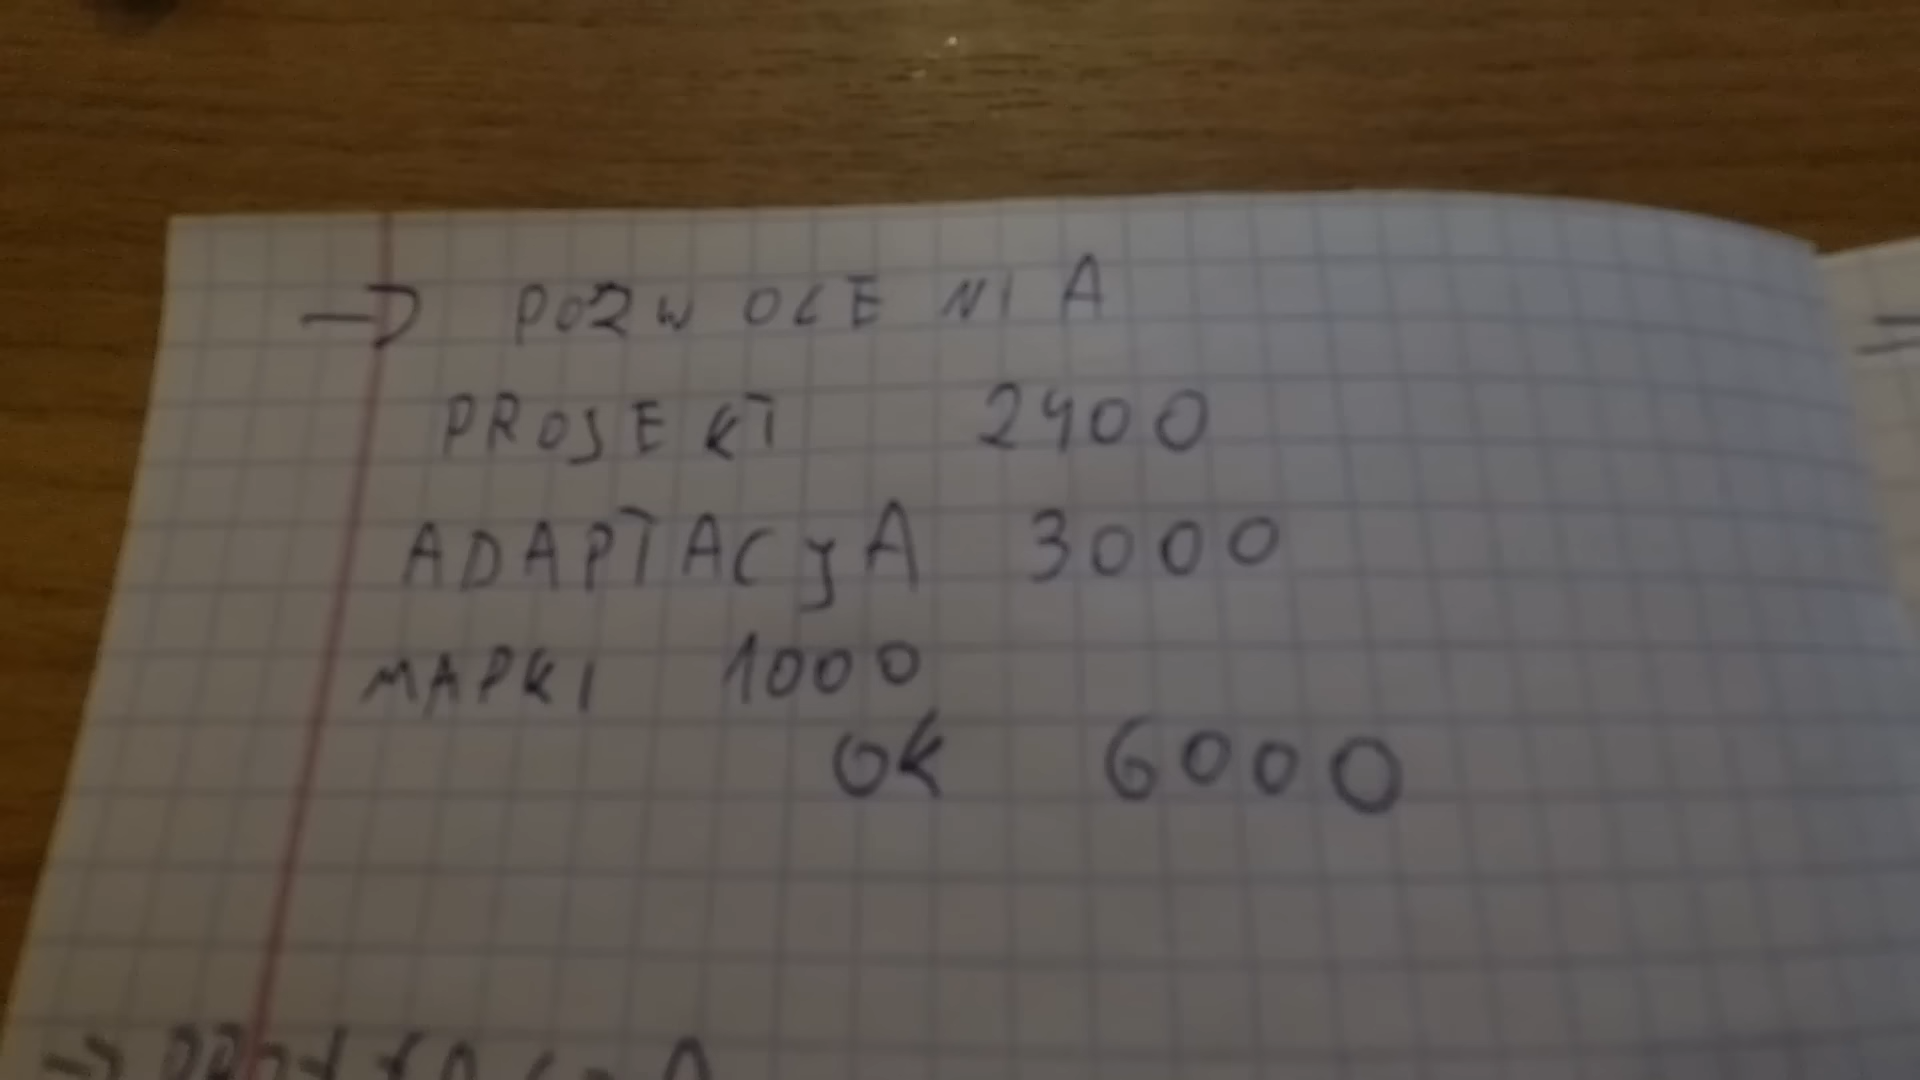 → POZWOLENIA
PROJEKT 2400
ADAPTACJA 3000
MAPKI 1000
OK 6000
→